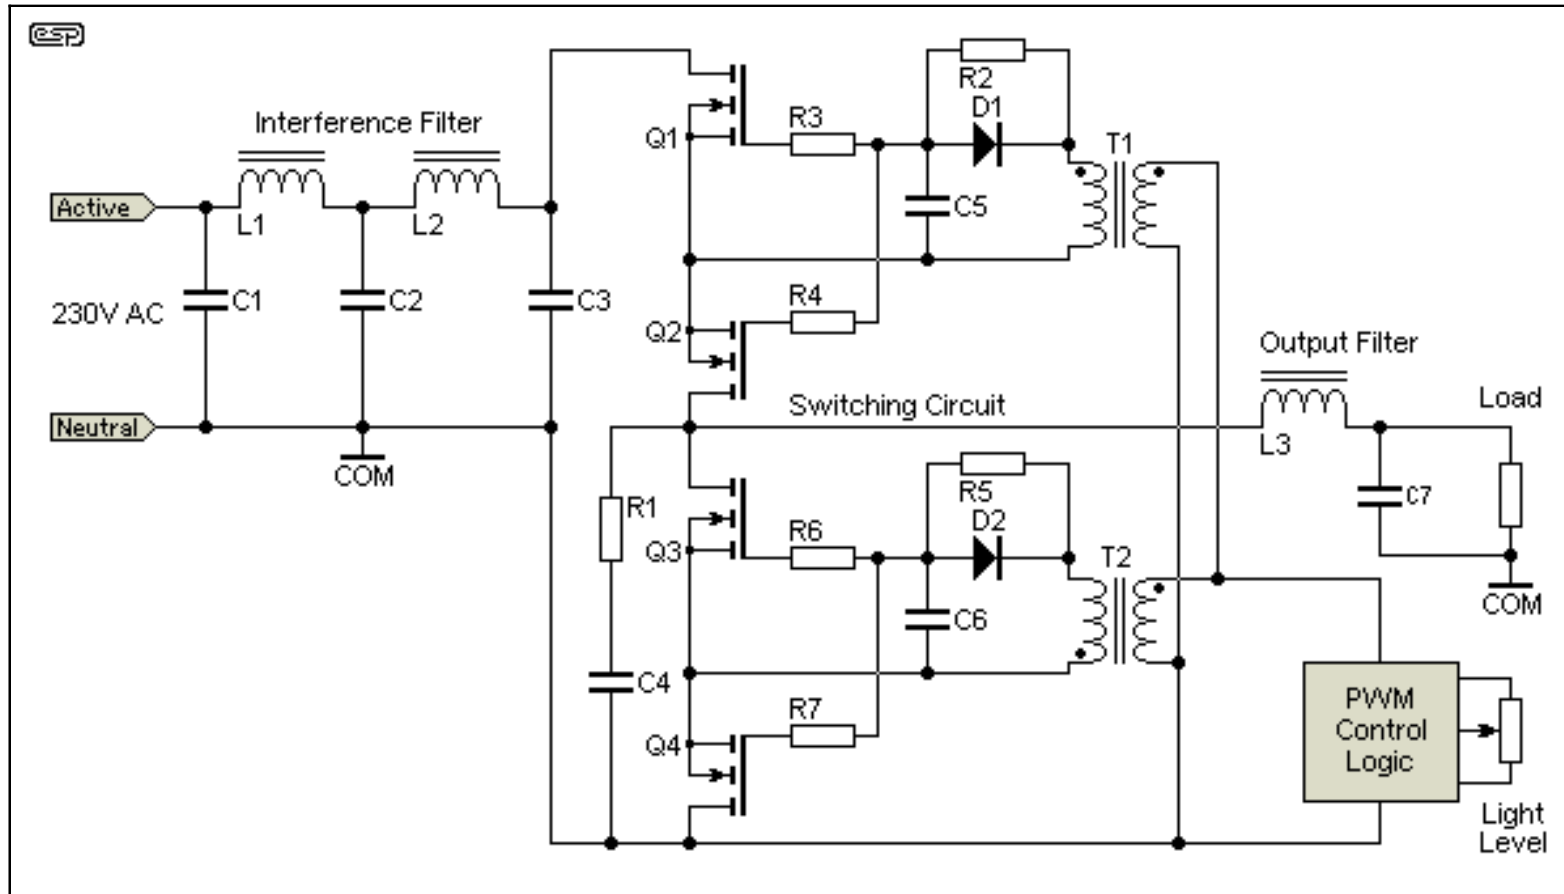 esp
R2
D1
R3
Q1
T1
Interference Filter
Active
L1
L2
C5
230V AC
C1
C2
C3
R4
Q2
Output Filter
Neutral
Switching Circuit
Load
COM
L3
R1
R5
D2
C7
R6
Q3
T2
C6
COM
C4
R7
PWM
Control
Logic
Q4
Light
Level